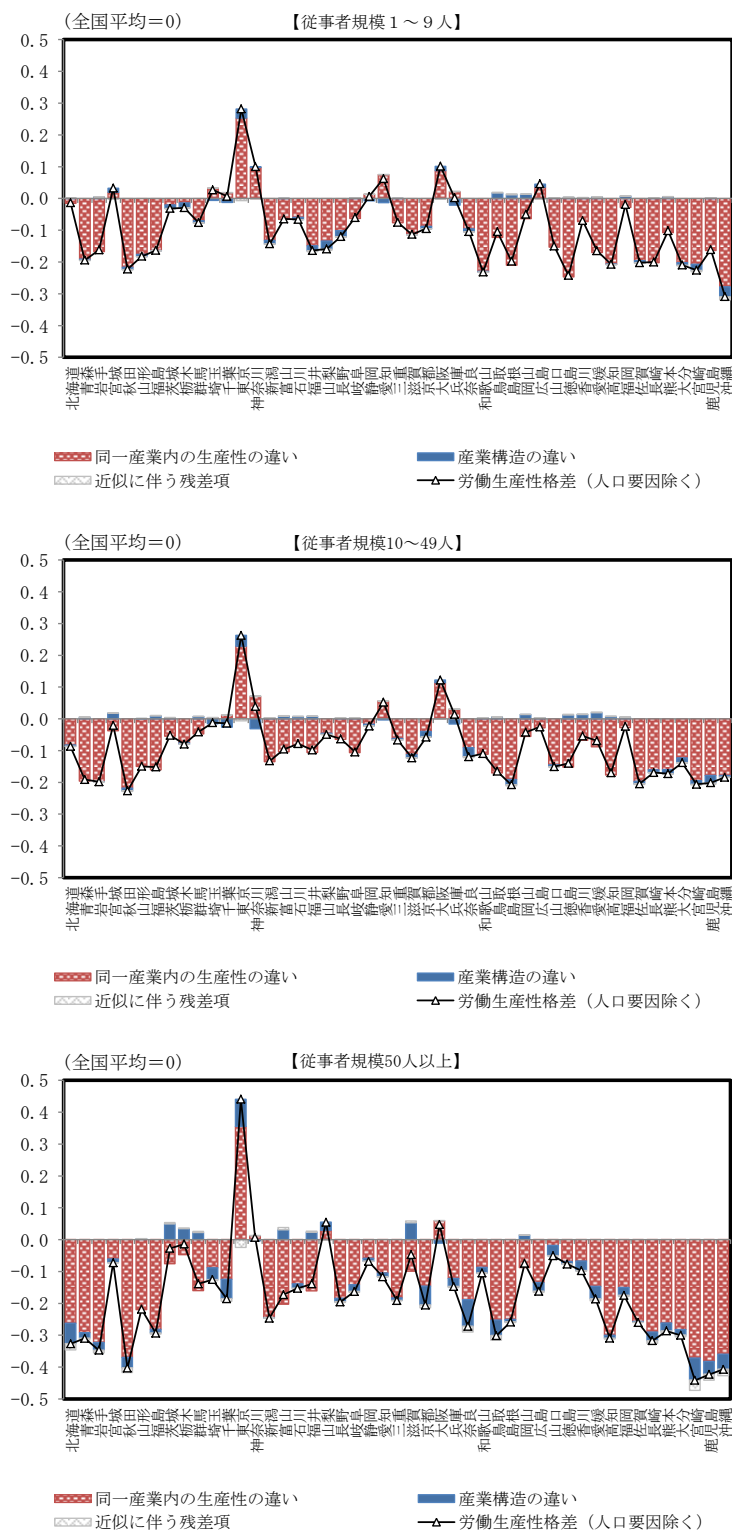 (全国平均＝0) 【従事者規模１～９人】
0.5
0.4
0.3
0.2
0.1
0.0
−0.1
−0.2
−0.3
−0.4
−0.5
北海道 青森 岩手 宮城 秋田 山形 福島 茨城 栃木 群馬 埼玉 千葉 東京 神奈川 新潟 富山 石川 福井 山梨 長野 岐阜 静岡 愛知 三重 滋賀 京都 大阪 兵庫 奈良 和歌山 鳥取 島根 岡山 広島 山口 徳島 香川 愛媛 高知 福岡 佐賀 長崎 熊本 大分 宮崎 鹿児島 沖縄
同一産業内の生産性の違い 産業構造の違い
近似に伴う残差項 労働生産性格差（人口要因除く）
(全国平均＝0) 【従事者規模10～49人】
0.5
0.4
0.3
0.2
0.1
0.0
−0.1
−0.2
−0.3
−0.4
−0.5
北海道 青森 岩手 宮城 秋田 山形 福島 茨城 栃木 群馬 埼玉 千葉 東京 神奈川 新潟 富山 石川 福井 山梨 長野 岐阜 静岡 愛知 三重 滋賀 京都 大阪 兵庫 奈良 和歌山 鳥取 島根 岡山 広島 山口 徳島 香川 愛媛 高知 福岡 佐賀 長崎 熊本 大分 宮崎 鹿児島 沖縄
同一産業内の生産性の違い 産業構造の違い
近似に伴う残差項 労働生産性格差（人口要因除く）
(全国平均＝0) 【従事者規模50人以上】
0.5
0.4
0.3
0.2
0.1
0.0
−0.1
−0.2
−0.3
−0.4
−0.5
北海道 青森 岩手 宮城 秋田 山形 福島 茨城 栃木 群馬 埼玉 千葉 東京 神奈川 新潟 富山 石川 福井 山梨 長野 岐阜 静岡 愛知 三重 滋賀 京都 大阪 兵庫 奈良 和歌山 鳥取 島根 岡山 広島 山口 徳島 香川 愛媛 高知 福岡 佐賀 長崎 熊本 大分 宮崎 鹿児島 沖縄
同一産業内の生産性の違い 産業構造の違い
近似に伴う残差項 労働生産性格差（人口要因除く）